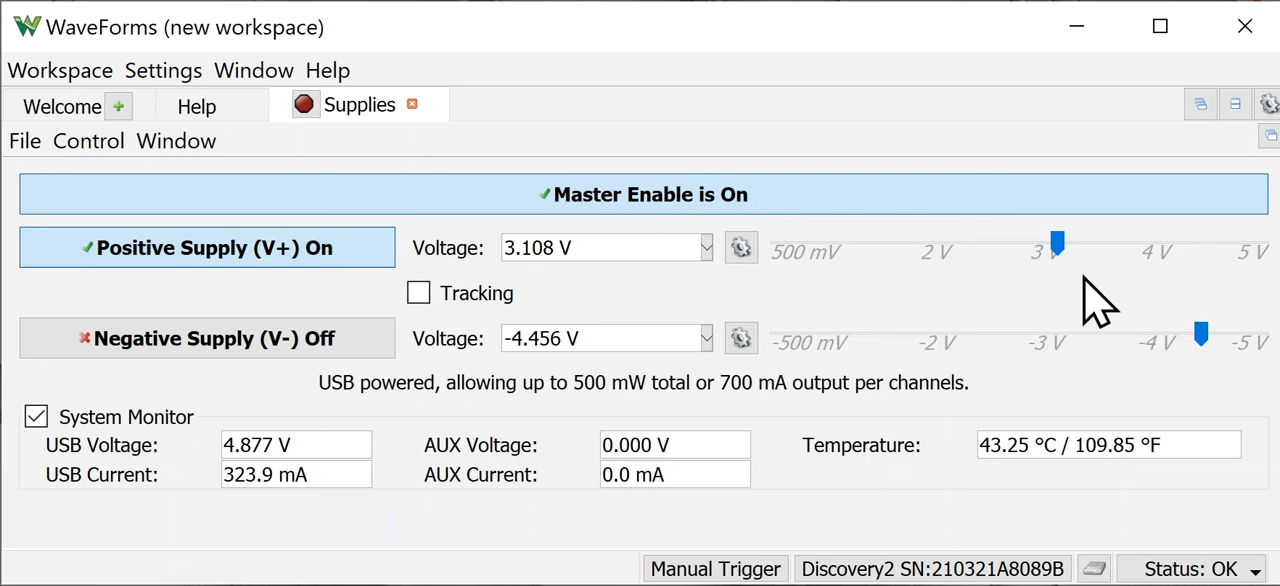 WaveForms (new workspace)
Workspace Settings Window Help
Welcome Help Supplies
File Control Window
Master Enable is On
Positive Supply (V+) On Voltage: 3.108 V 500 mV 2 V 3 V 4 V 5 V
Tracking
Negative Supply (V-) Off Voltage: -4.456 V -500 mV -2 V -3 V -4 V -5 V
USB powered, allowing up to 500 mW total or 700 mA output per channels.
System Monitor
USB Voltage: 4.877 V AUX Voltage: 0.000 V Temperature: 43.25 °C / 109.85 °F
USB Current: 323.9 mA AUX Current: 0.0 mA
Manual Trigger Discovery2 SN:210321A8089B Status: OK